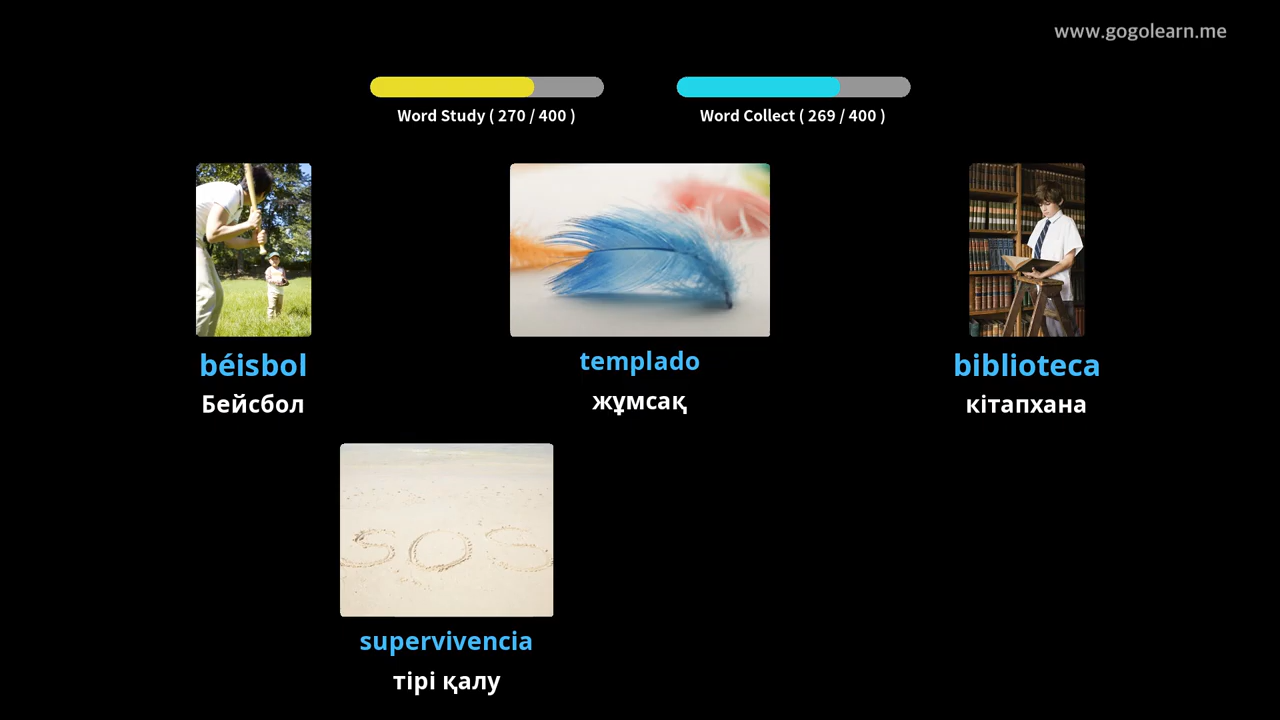 www.gogolearn.me
Word Study ( 270 / 400 )
Word Collect ( 269 / 400 )
béisbol
Бейсбол
templado
жұмсақ
biblioteca
кітапхана
SOS
supervivencia
тірі қалу